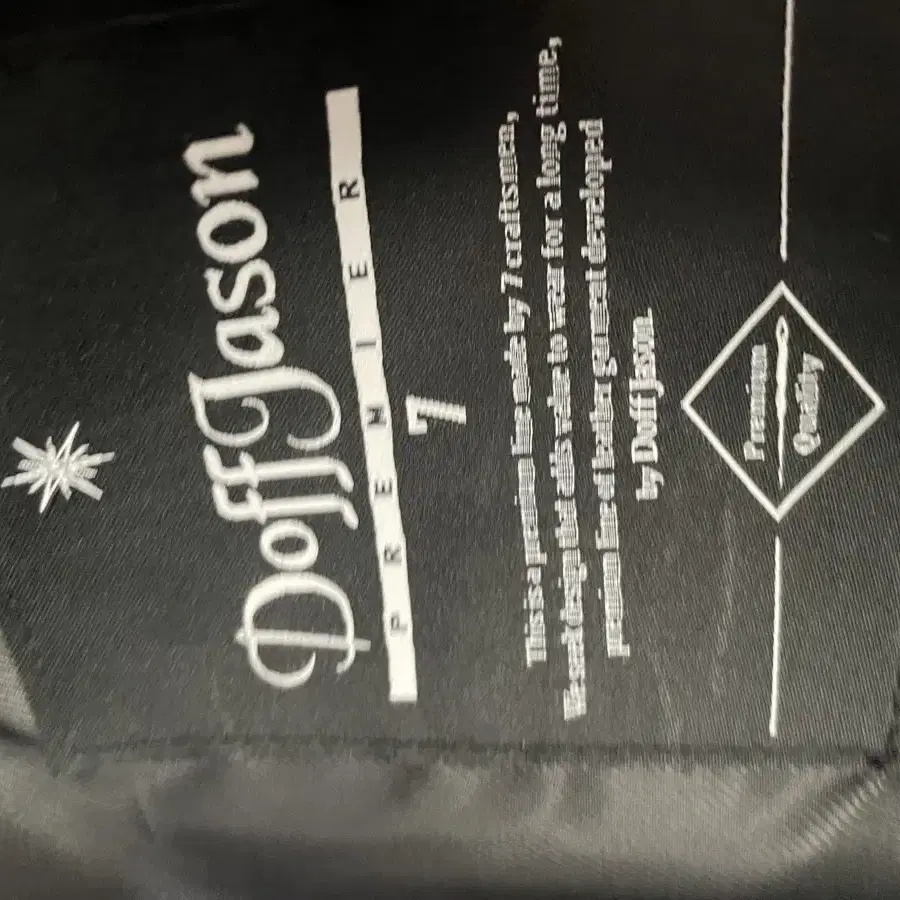 DoffJason
PREMIER
7
This is a premium line made by 7 craftsmen,
We seek design that adds value to wear for a long time,
premium line of leather garment developed
by Doff Jason.
Premium
Quality